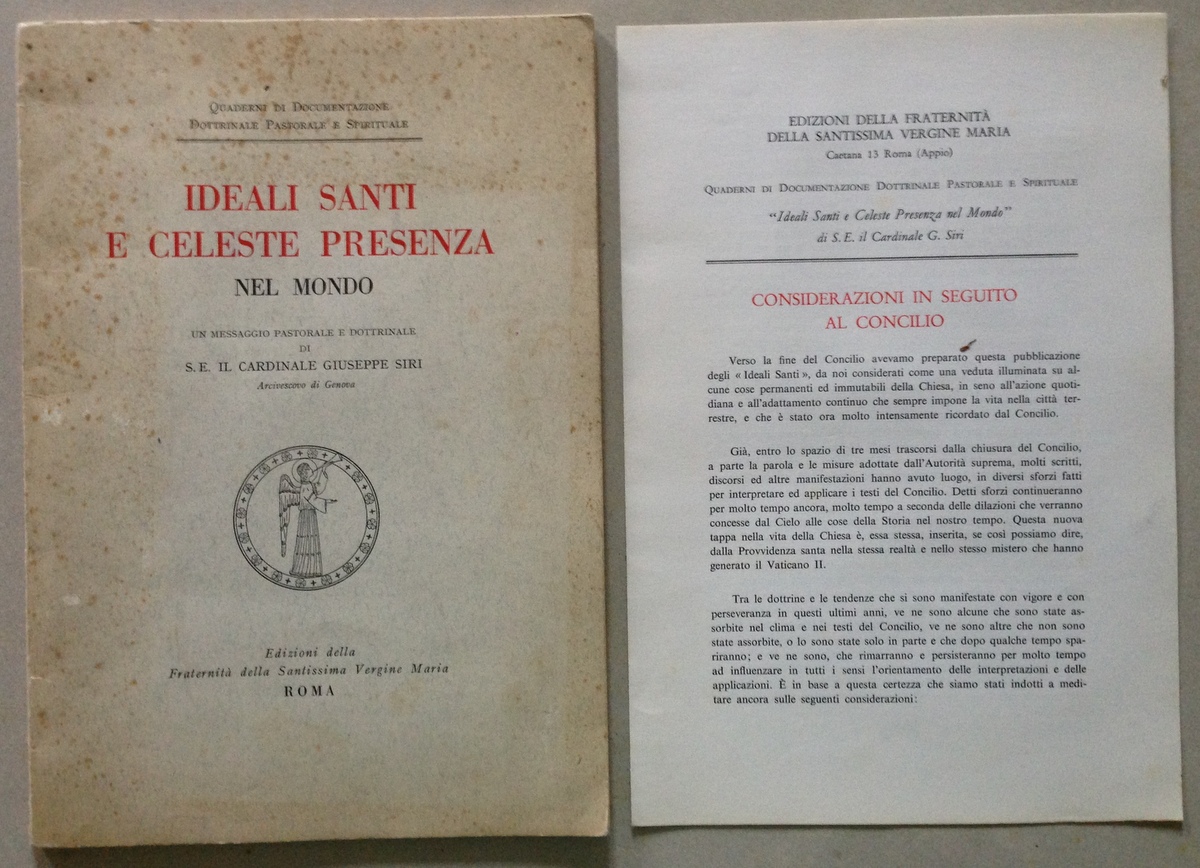 QUADERNI DI DOCUMENTAZIONE
DOTTRINALE PASTORALE E SPIRITUALE
IDEALI SANTI
E CELESTE PRESENZA
NEL MONDO
UN MESSAGGIO PASTORALE E DOTTRINALE
DI
S. E. IL CARDINALE GIUSEPPE SIRI
Arcivescovo di Genova
Edizioni della
Fraternità della Santissima Vergine Maria
ROMA
EDIZIONI DELLA FRATERNITÀ
DELLA SANTISSIMA VERGINE MARIA
Caetana 13 Roma (Appio)
QUADERNI DI DOCUMENTAZIONE DOTTRINALE PASTORALE E SPIRITUALE
“Ideali Santi e Celeste Presenza nel Mondo”
di S. E. il Cardinale G. Siri
CONSIDERAZIONI IN SEGUITO
AL CONCILIO
Verso la fine del Concilio avevamo preparato questa pubblicazione
degli « Ideali Santi », da noi considerati come una veduta illuminata su al-
cune cose permanenti ed immutabili della Chiesa, in seno all'azione quoti-
diana e all'adattamento continuo che sempre impone la vita nella città ter-
restre, e che è stato ora molto intensamente ricordato dal Concilio.
Già, entro lo spazio di tre mesi trascorsi dalla chiusura del Concilio,
a parte la parola e le misure adottate dall'Autorità suprema, molti scritti,
discorsi ed altre manifestazioni hanno avuto luogo, in diversi sforzi fatti
per interpretare ed applicare i testi del Concilio. Detti sforzi continueranno
per molto tempo ancora, molto tempo a seconda delle dilazioni che verranno
concesse dal Cielo alle cose della Storia nel nostro tempo. Questa nuova
tappa nella vita della Chiesa è, essa stessa, inserita, se così possiamo dire,
dalla Provvidenza santa nella stessa realtà e nello stesso mistero che hanno
generato il Vaticano II.
Tra le dottrine e le tendenze che si sono manifestate con vigore e con
perseveranza in questi ultimi anni, ve ne sono alcune che sono state as-
sorbite nel clima e nei testi del Concilio, ve ne sono altre che non sono
state assorbite, o lo sono state solo in parte e che dopo qualche tempo spa-
riranno; e ve ne sono, che rimarranno e persisteranno per molto tempo
ad influenzare in tutti i sensi l'orientamento delle interpretazioni e delle
applicazioni. È in base a questa certezza che siamo stati indotti a medi-
tare ancora sulle seguenti considerazioni: